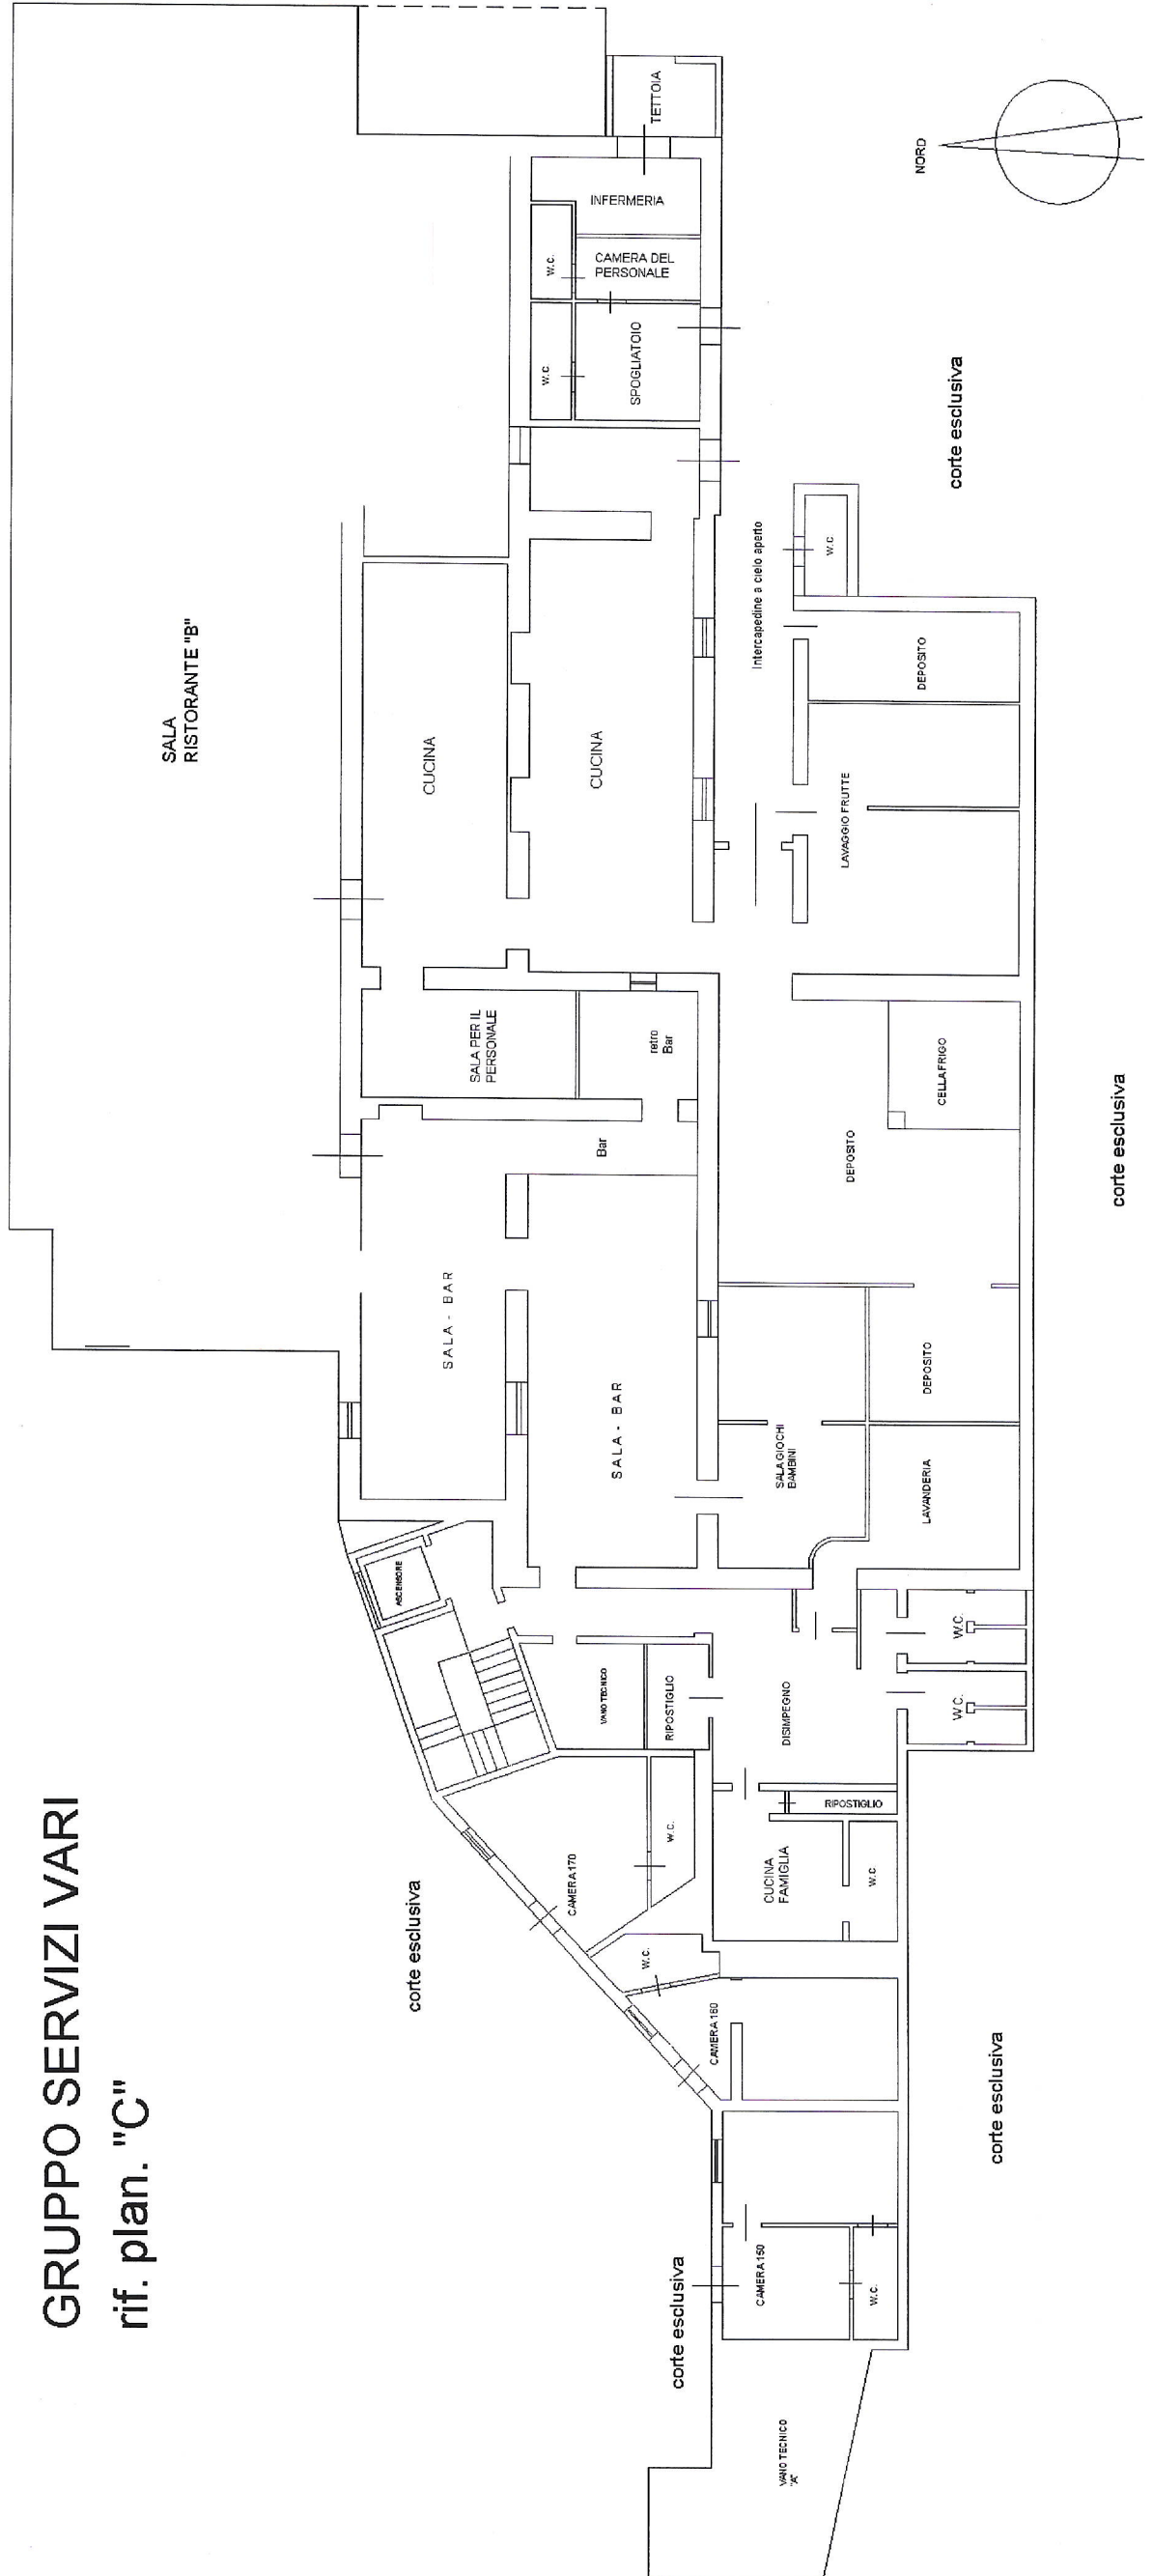 GRUPPO SERVIZI VARI
rif. plan. "C"
SALA
RISTORANTE "B"
TETTOIA
NORD
INFERMERIA
W.C.
CAMERA DEL
PERSONALE
W.C.
SPOGLIATOIO
corte esclusiva
Intercapedine a cielo aperto
W.C.
DEPOSITO
CUCINA
CUCINA
LAVAGGIO FRUTTE
SALA PER IL
PERSONALE
retro
Bar
CELLA FRIGO
DEPOSITO
corte esclusiva
Bar
SALA - BAR
SALA - BAR
DEPOSITO
SALA GIOCHI
BAMBINI
LAVANDERIA
ASCENSORE
VANO TECNICO
RIPOSTIGLIO
DISIMPEGNO
W.C.
W.C.
RIPOSTIGLIO
W.C.
CAMERA 170
CUCINA
FAMIGLIA
W.C.
corte esclusiva
W.C.
CAMERA 160
corte esclusiva
CAMERA 150
W.C.
corte esclusiva
VANO TECNICO
"A"